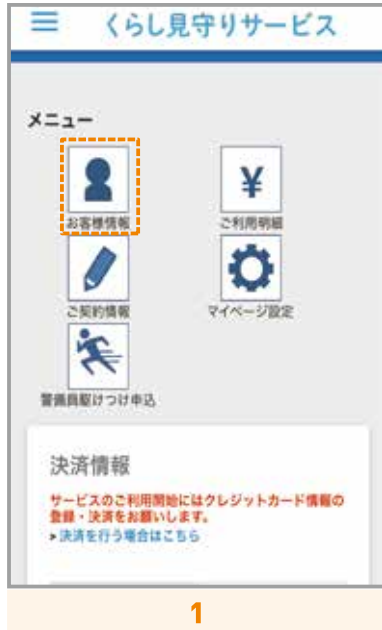 くらし見守りサービス
メニュー
お客様情報
ご利用明細
ご契約情報
マイページ設定
警備員駆けつけ申込
決済情報
サービスのご利用開始にはクレジットカード情報の
登録・決済をお願いします。
▸決済を行う場合はこちら
1